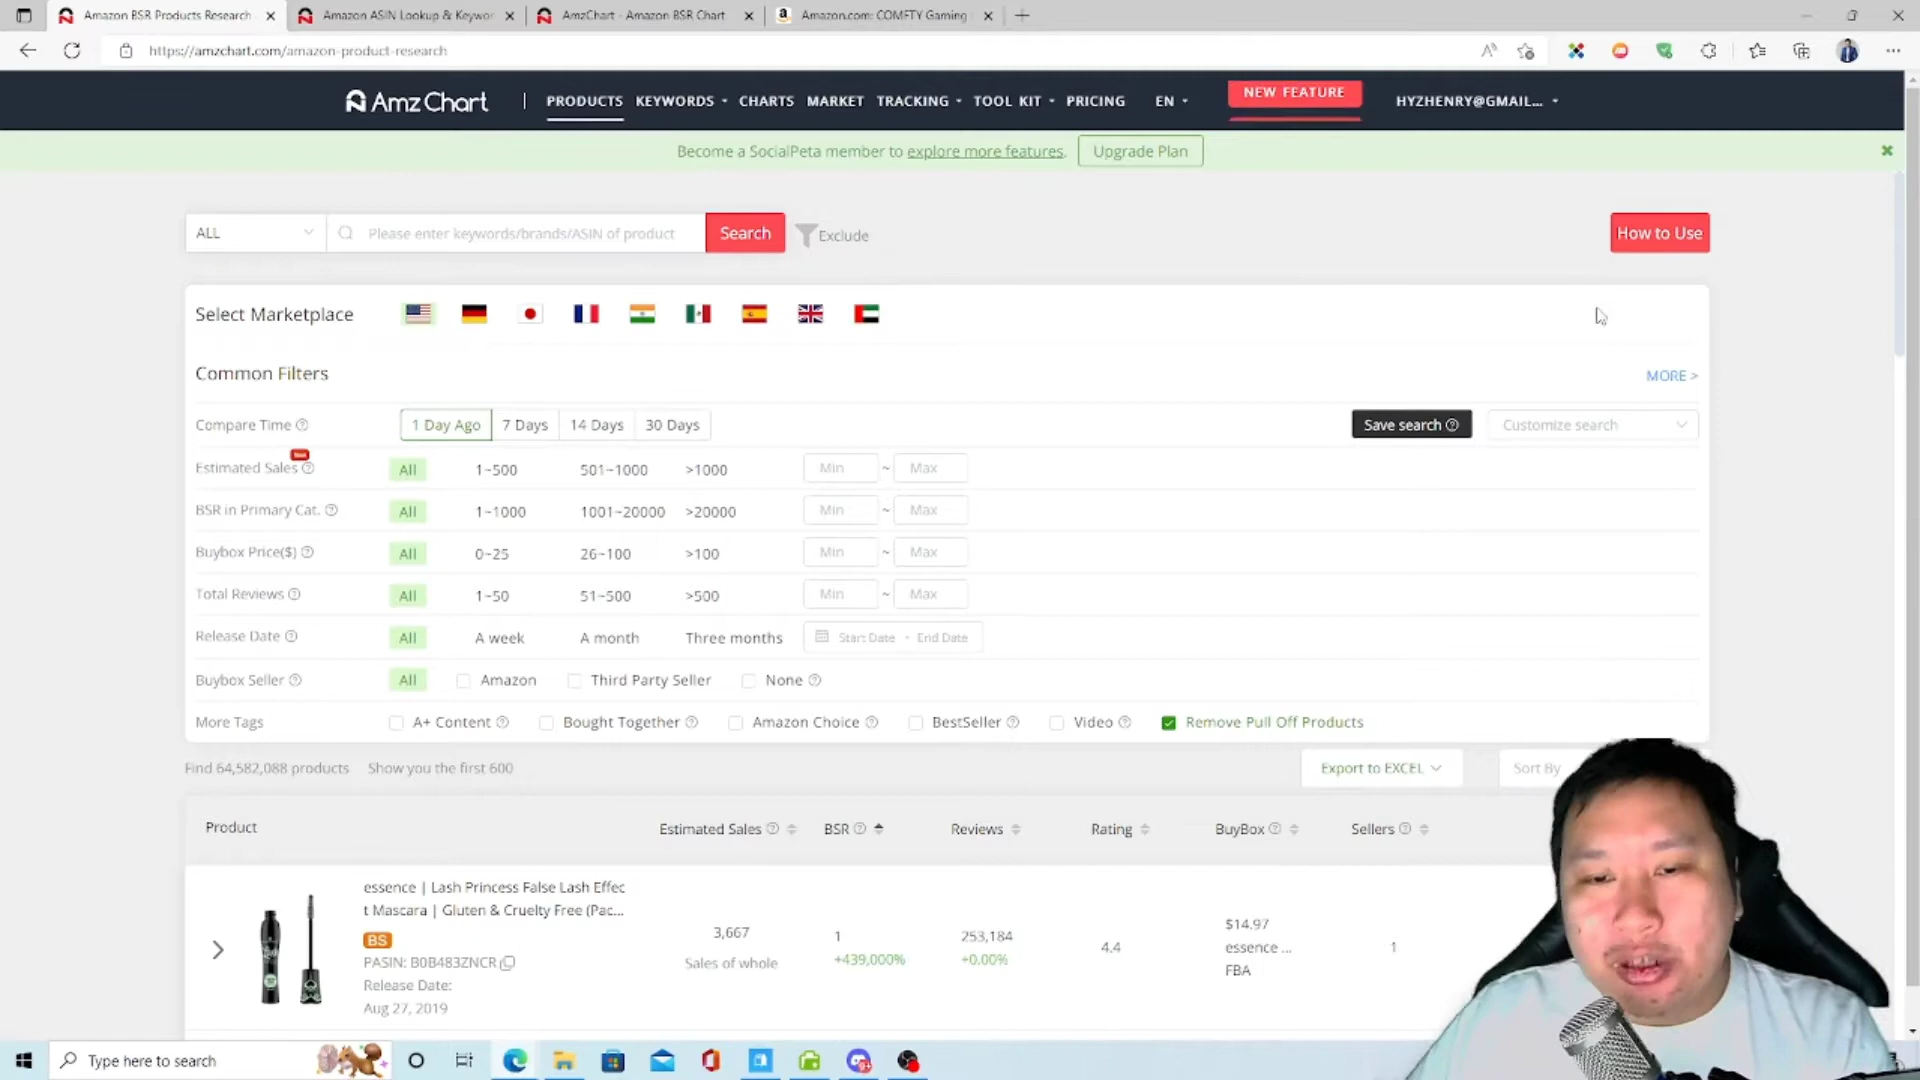 Amazon BSR Products Research
Amazon ASIN Lookup & Keywor
AmzChart - Amazon BSR Chart
Amazon.com: COMFTY Gaming
https://amzchart.com/amazon-product-research
AmzChart
PRODUCTS KEYWORDS CHARTS MARKET TRACKING TOOL KIT PRICING EN NEW FEATURE HYZHENRY@GMAIL...
Become a SocialPeta member to explore more features. Upgrade Plan
ALL Please enter keywords/brands/ASIN of product Search Exclude How to Use
Select Marketplace
Common Filters MORE >
Compare Time 1 Day Ago 7 Days 14 Days 30 Days Save search Customize search
Estimated Sales All 1~500 501~1000 >1000 Min ~ Max
BSR in Primary Cat. All 1~1000 1001~20000 >20000 Min ~ Max
Buybox Price($) All 0~25 26~100 >100 Min ~ Max
Total Reviews All 1~50 51~500 >500 Min ~ Max
Release Date All A week A month Three months Start Date - End Date
Buybox Seller All Amazon Third Party Seller None
More Tags A+ Content Bought Together Amazon Choice BestSeller Video Remove Pull Off Products
Find 64,582,088 products Show you the first 600 Export to EXCEL Sort By
Product Estimated Sales BSR Reviews Rating BuyBox Sellers
essence | Lash Princess False Lash Effec
t Mascara | Gluten & Cruelty Free (Pac...
BS
PASIN: B0B483ZNCR
Release Date:
Aug 27, 2019
3,667
Sales of whole
1
+439,000%
253,184
+0.00%
4.4
$14.97
essence ...
FBA
1
Type here to search